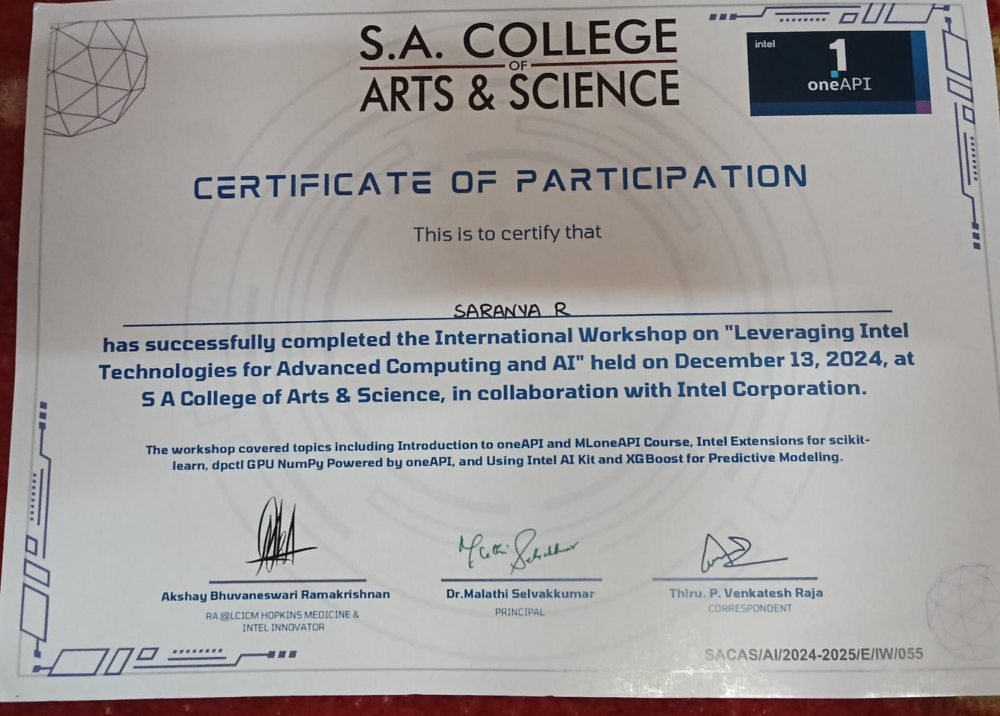 S.A. COLLEGE
OF
ARTS & SCIENCE
intel
1
oneAPI
CERTIFICATE OF PARTICIPATION
This is to certify that
SARANYA R
has successfully completed the International Workshop on "Leveraging Intel
Technologies for Advanced Computing and AI" held on December 13, 2024, at
S A College of Arts & Science, in collaboration with Intel Corporation.
The workshop covered topics including Introduction to oneAPI and MLoneAPI Course, Intel Extensions for scikit-
learn, dpctl GPU NumPy Powered by oneAPI, and Using Intel AI Kit and XGBoost for Predictive Modeling.
Akshay Bhuvaneswari Ramakrishnan
RA @LCICM HOPKINS MEDICINE &
INTEL INNOVATOR
Dr.Malathi Selvakkumar
PRINCIPAL
Thiru. P. Venkatesh Raja
CORRESPONDENT
SACAS/AI/2024-2025/E/IW/055